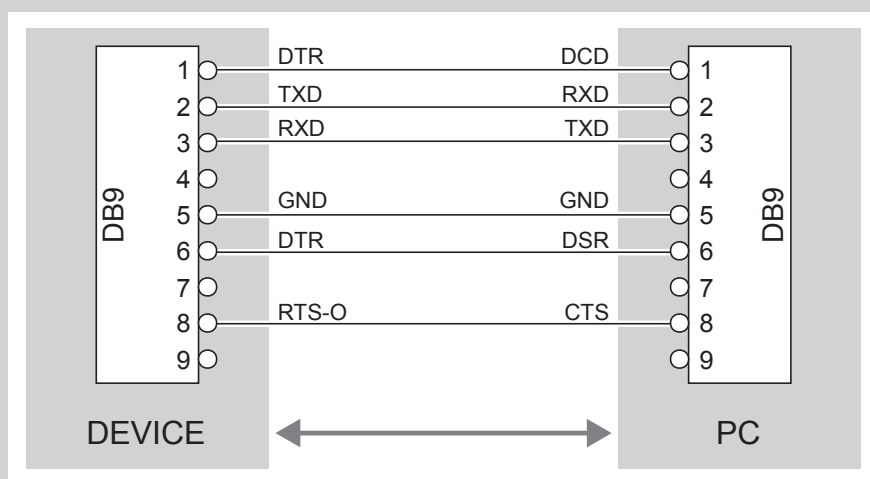 1 DTR DCD 1
2 TXD RXD 2
3 RXD TXD 3
4 4
5 GND GND 5
6 DTR DSR 6
7 7
8 RTS-O CTS 8
9 9
DB9
DB9
DEVICE PC